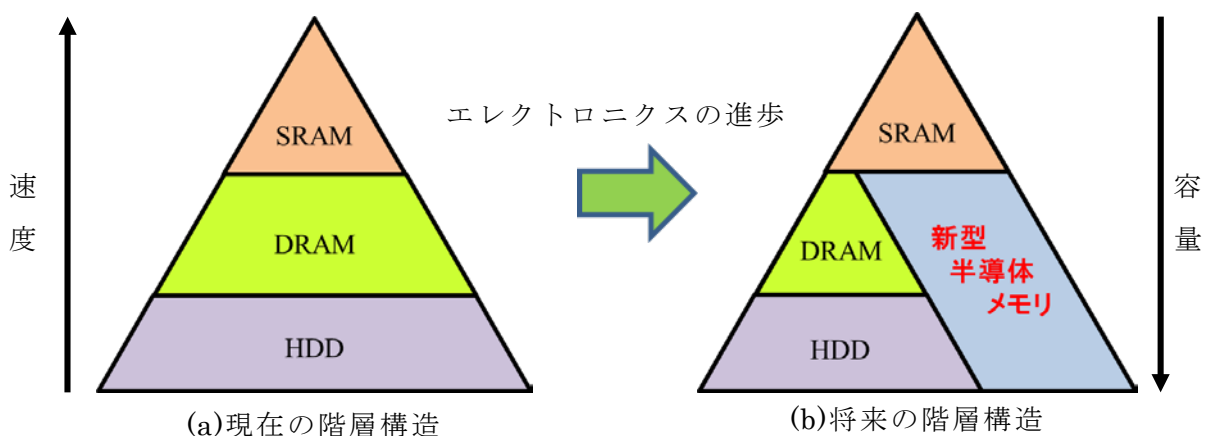 速度
SRAM
DRAM
HDD
(a)現在の階層構造
エレクトロニクスの進歩
SRAM
DRAM
新型
半導体
メモリ
HDD
(b)将来の階層構造
容量